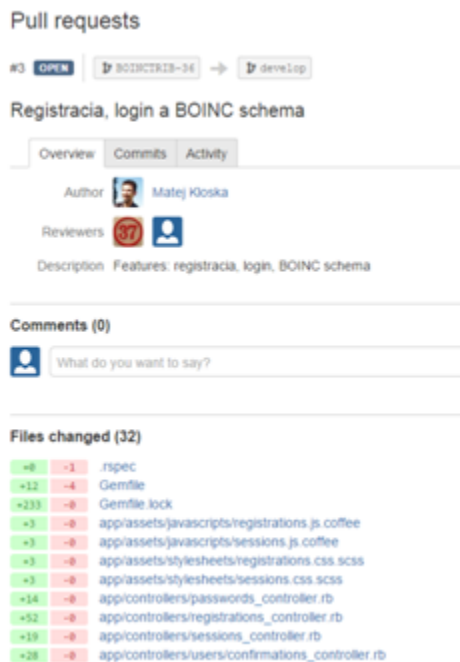 Pull requests
#3 OPEN BOINCTRIB-36 → develop
Registracia, login a BOINC schema
Overview Commits Activity
Author Matej Kloska
Reviewers 37
Description Features: registracia, login, BOINC schema
Comments (0)
What do you want to say?
Files changed (32)
+0 -1 .rspec
+12 -4 Gemfile
+233 -0 Gemfile.lock
+3 -0 app/assets/javascripts/registrations.js.coffee
+3 -0 app/assets/javascripts/sessions.js.coffee
+3 -0 app/assets/stylesheets/registrations.css.scss
+3 -0 app/assets/stylesheets/sessions.css.scss
+14 -0 app/controllers/passwords_controller.rb
+52 -0 app/controllers/registrations_controller.rb
+19 -0 app/controllers/sessions_controller.rb
+28 -0 app/controllers/users/confirmations_controller.rb